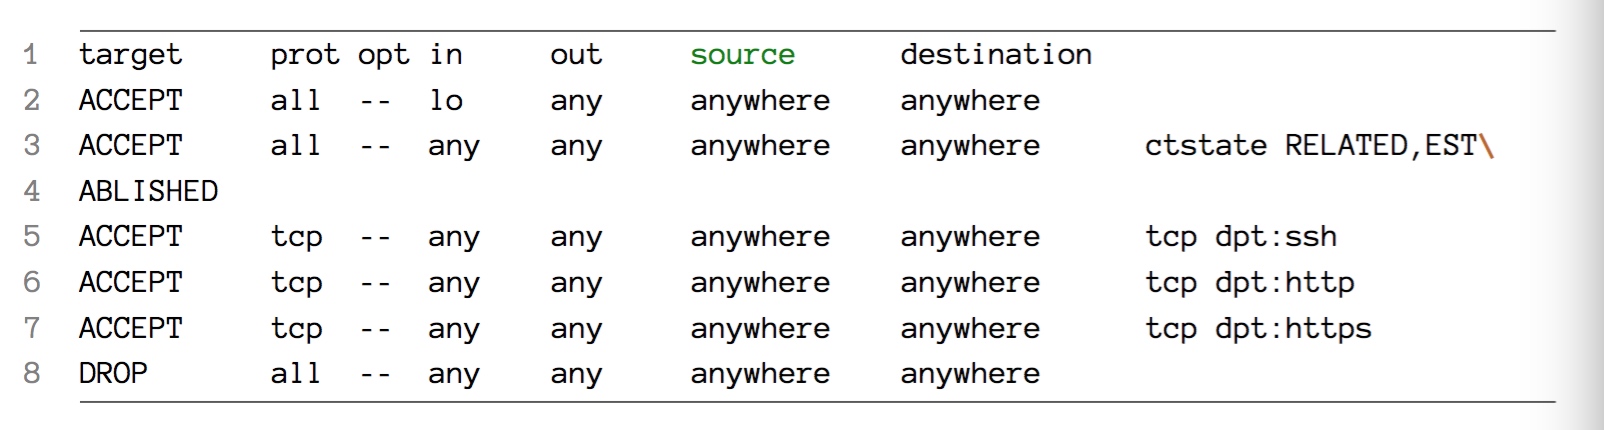 1 target prot opt in out source destination
2 ACCEPT all -- lo any anywhere anywhere
3 ACCEPT all -- any any anywhere anywhere ctstate RELATED,EST\
4 ABLISHED
5 ACCEPT tcp -- any any anywhere anywhere tcp dpt:ssh
6 ACCEPT tcp -- any any anywhere anywhere tcp dpt:http
7 ACCEPT tcp -- any any anywhere anywhere tcp dpt:https
8 DROP all -- any any anywhere anywhere